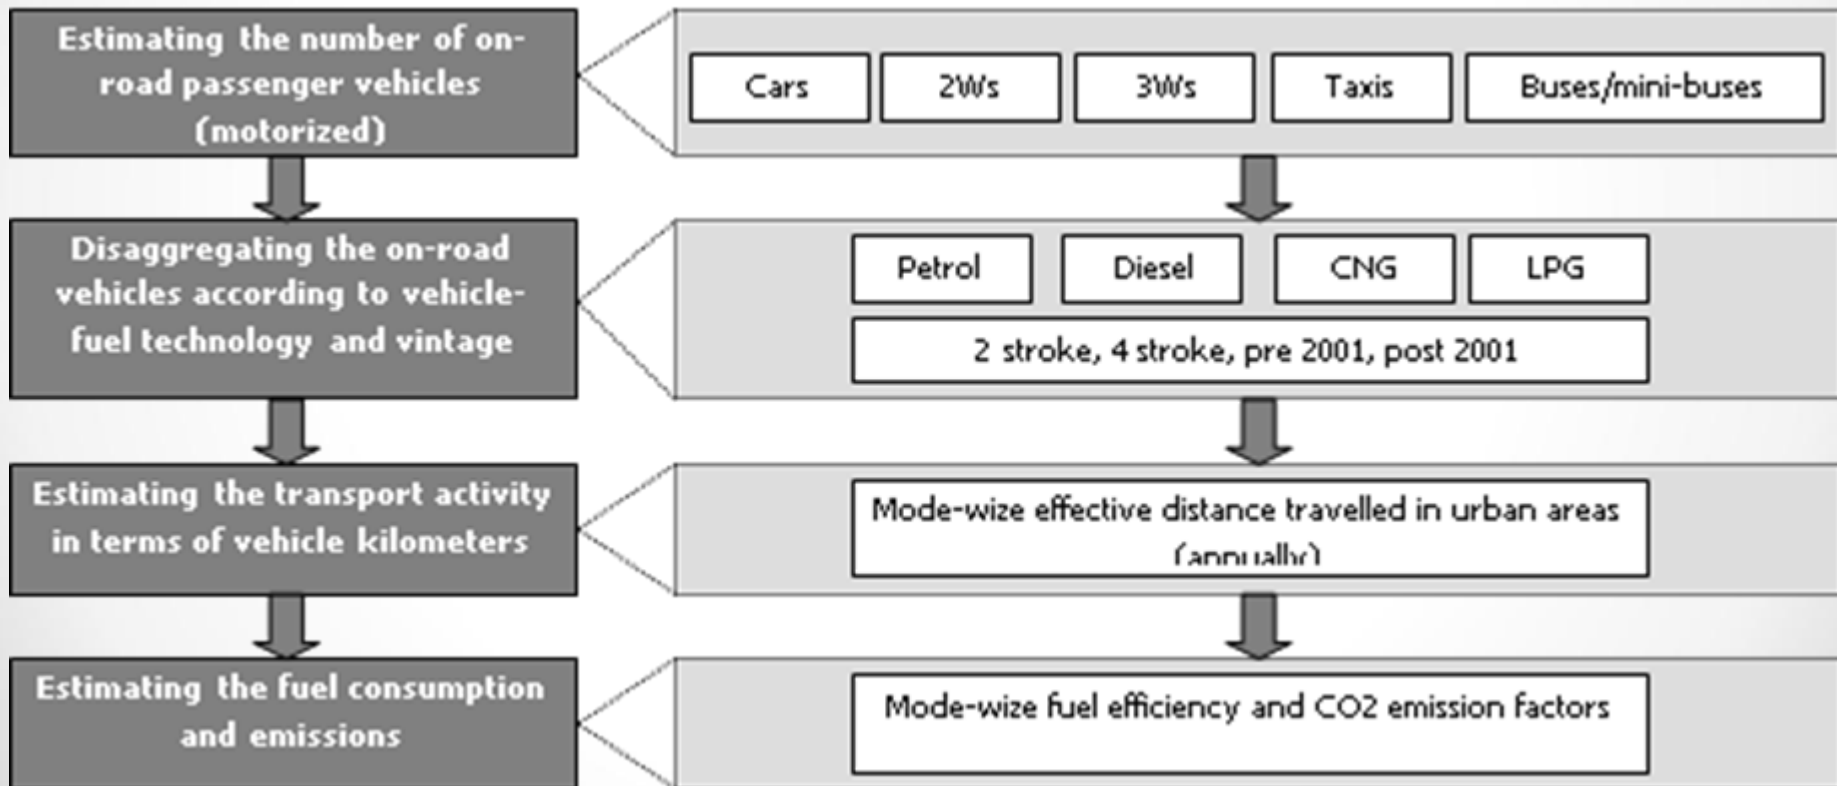 Estimating the number of on-
road passenger vehicles
(motorized)
Cars
2Ws
3Ws
Taxis
Buses/mini-buses
Disaggregating the on-road
vehicles according to vehicle-
fuel technology and vintage
Petrol
Diesel
CNG
LPG
2 stroke, 4 stroke, pre 2001, post 2001
Estimating the transport activity
in terms of vehicle kilometers
Mode-wize effective distance travelled in urban areas
(annually)
Estimating the fuel consumption
and emissions
Mode-wize fuel efficiency and CO2 emission factors